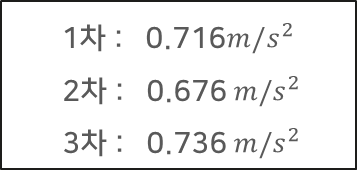 1차 : 0.716m/s²
2차 : 0.676 m/s²
3차 : 0.736 m/s²